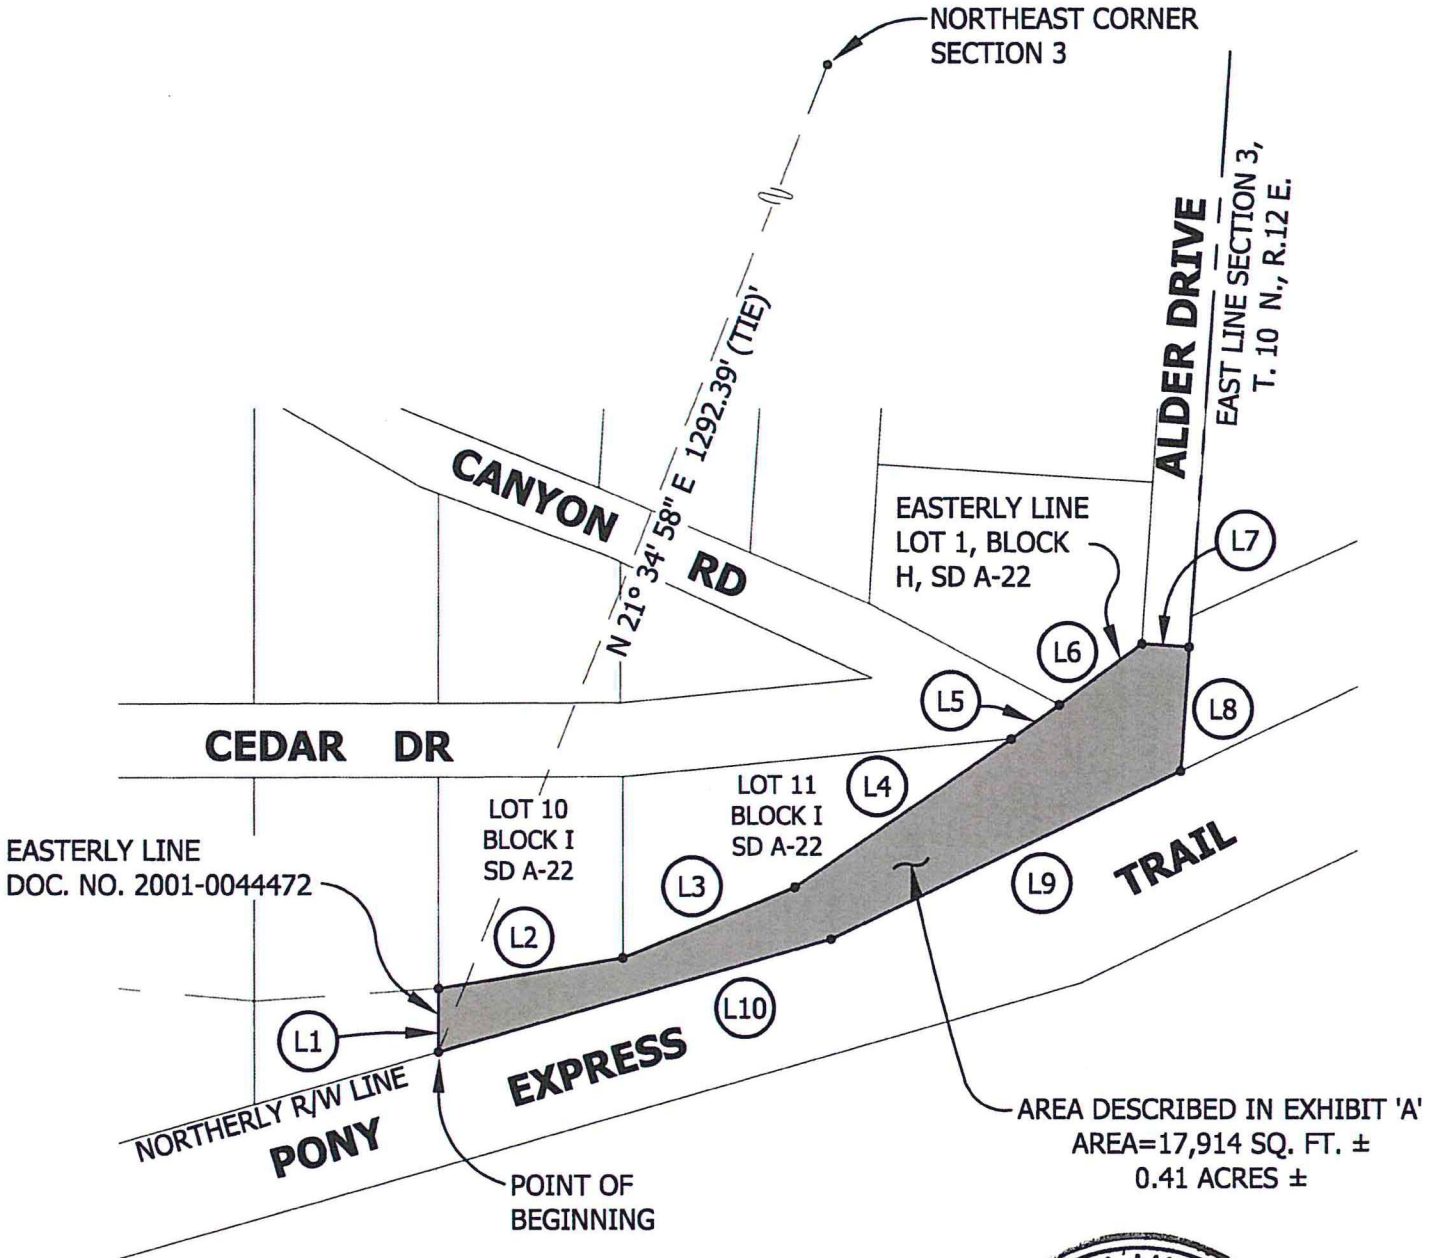 NORTHEAST CORNER
SECTION 3
EAST LINE SECTION 3,
T. 10 N., R.12 E.
ALDER DRIVE
N 21° 34' 58" E 1292.39' (TIE)'
CANYON RD
EASTERLY LINE
LOT 1, BLOCK
H, SD A-22
L7
L6
L5
L8
CEDAR DR
LOT 10
BLOCK I
SD A-22
LOT 11
BLOCK I
SD A-22
L4
EASTERLY LINE
DOC. NO. 2001-0044472
L3
L9
L2
L10
L1
NORTHERLY R/W LINE
PONY EXPRESS TRAIL
POINT OF
BEGINNING
AREA DESCRIBED IN EXHIBIT 'A'
AREA=17,914 SQ. FT. ±
0.41 ACRES ±